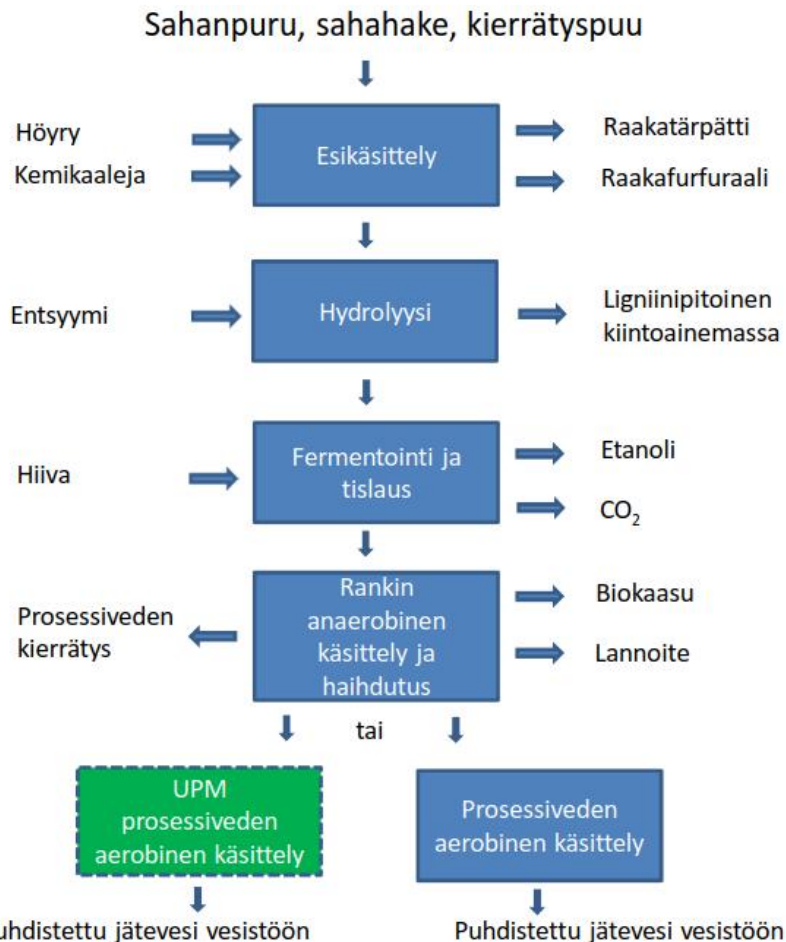 Sahanpuru, sahahake, kierrätyspuu
Höyry
Kemikaaleja
Esikäsittely
Raakatärpätti
Raakafurfuraali
Entsyymi
Hydrolyysi
Ligniinipitoinen
kiintoainemassa
Hiiva
Fermentointi ja
tislaus
Etanoli
CO₂
Prosessiveden
kierrätys
Rankin
anaerobinen
käsittely ja
haihdutus
Biokaasu
Lannoite
tai
UPM
prosessiveden
aerobinen käsittely
Prosessiveden
aerobinen käsittely
uhdistettu jätevesi vesistöön
Puhdistettu jätevesi vesistöön